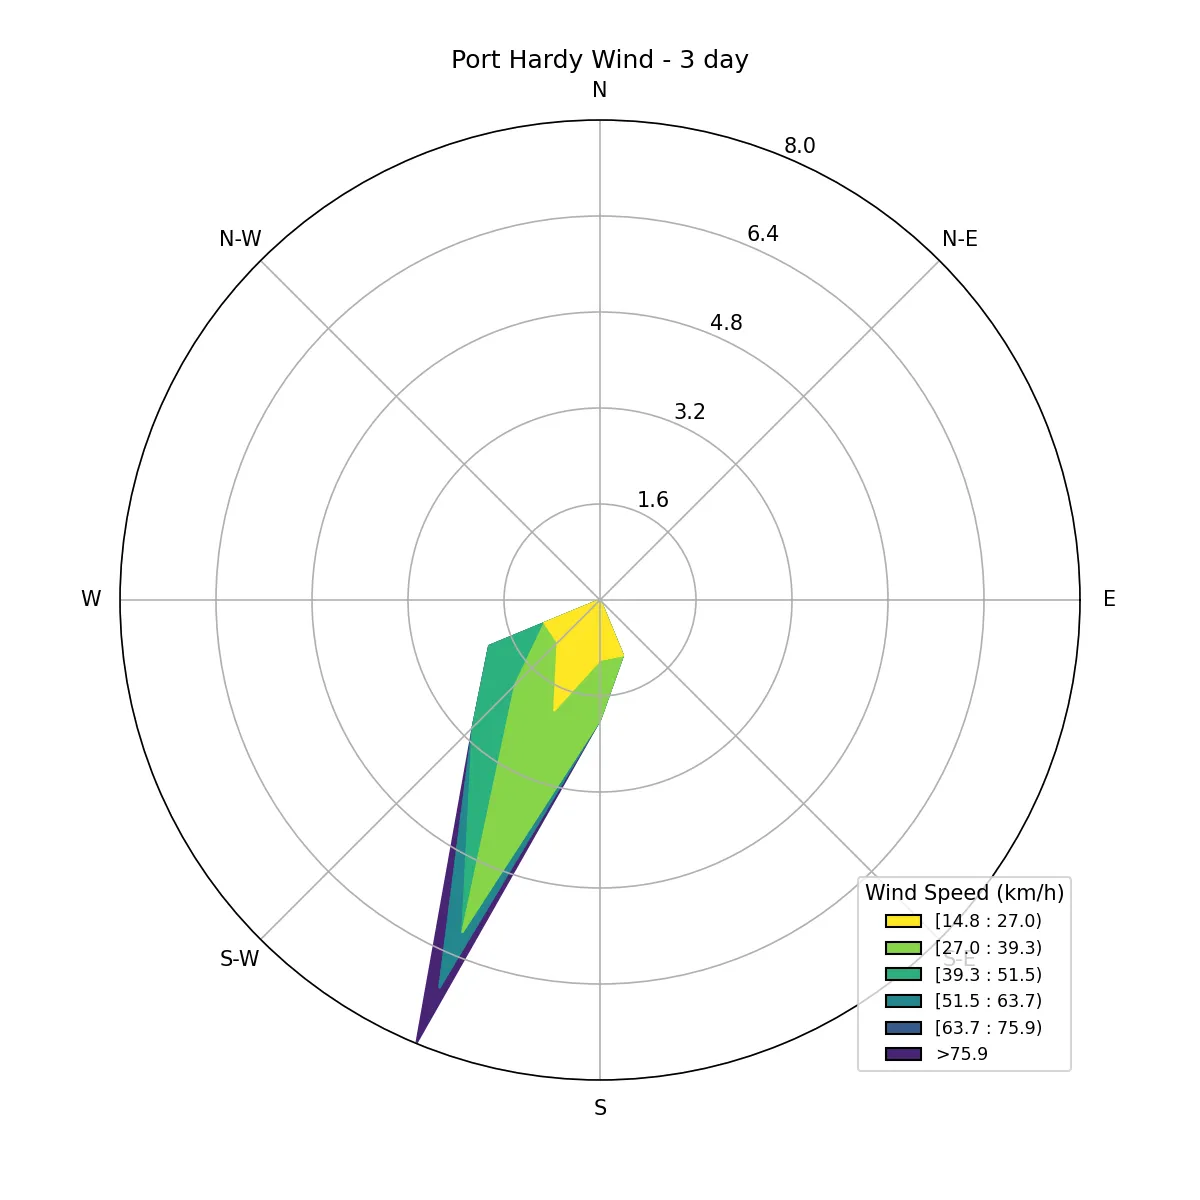 Port Hardy Wind - 3 day
N
8.0
6.4
N-W
N-E
4.8
3.2
1.6
W
E
Wind Speed (km/h)
[14.8 : 27.0)
[27.0 : 39.3)
S-W
S-E
[39.3 : 51.5)
[51.5 : 63.7)
[63.7 : 75.9)
>75.9
S